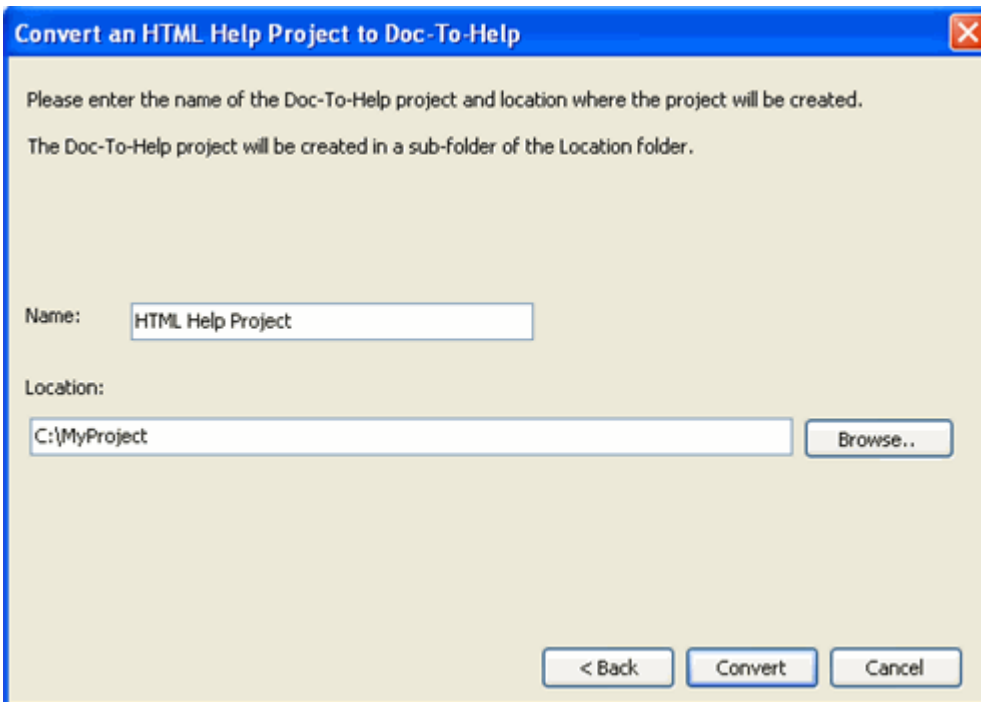 Convert an HTML Help Project to Doc-To-Help
Please enter the name of the Doc-To-Help project and location where the project will be created.
The Doc-To-Help project will be created in a sub-folder of the Location folder.
Name:
HTML Help Project
Location:
C:\MyProject
Browse..
< Back
Convert
Cancel